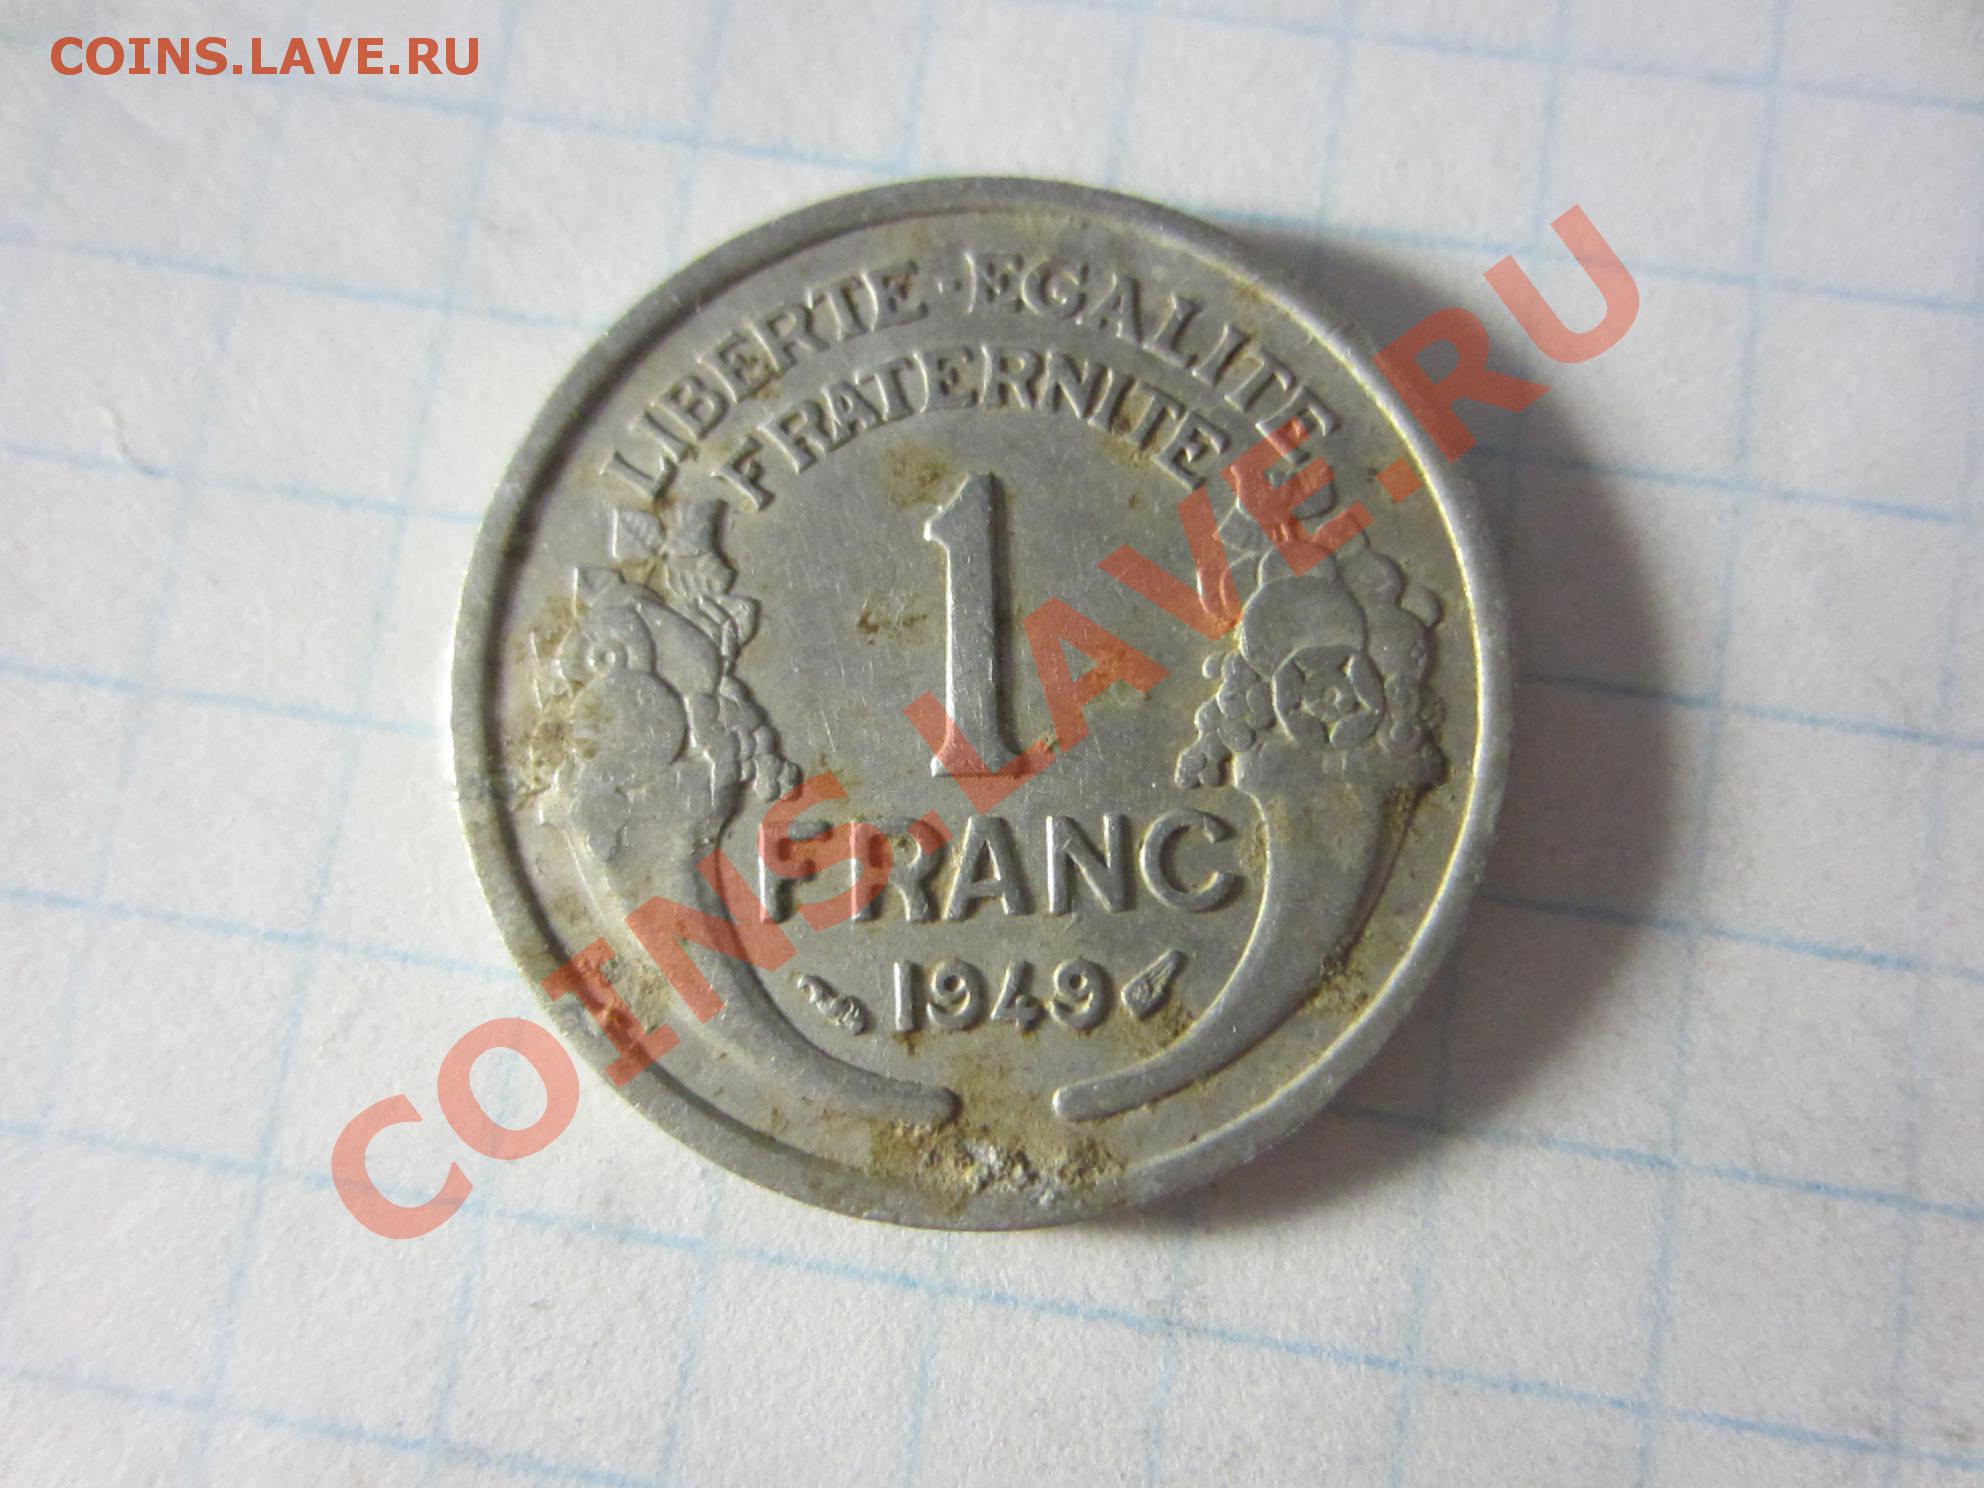 COINS.LAVE.RU
LIBERTE · EGALITE
FRATERNITE
1
FRANC
1949
COINS.LAVE.RU